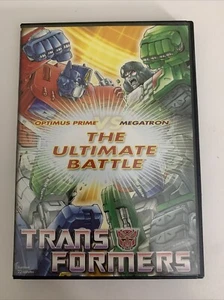 OPTIMUS PRIME MEGATRON
THE
ULTIMATE
BATTLE
TRANS
FORMERS